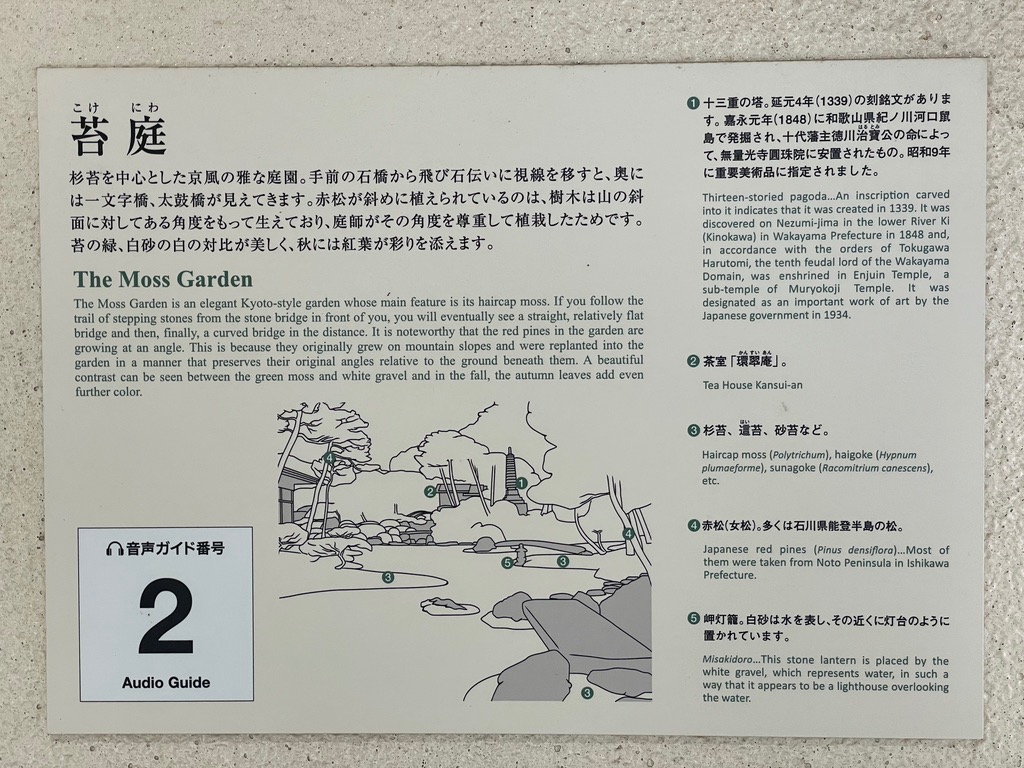 こけ にわ
苔庭
杉苔を中心とした京風の雅な庭園。手前の石橋から飛び石伝いに視線を移すと、奥に
は一文字橋、太鼓橋が見えてきます。赤松が斜めに植えられているのは、樹木は山の斜
面に対してある角度をもって生えており、庭師がその角度を尊重して植栽したためです。
苔の緑、白砂の白の対比が美しく、秋には紅葉が彩りを添えます。
The Moss Garden
The Moss Garden is an elegant Kyoto-style garden whose main feature is its haircap moss. If you follow the
trail of stepping stones from the stone bridge in front of you, you will eventually see a straight, relatively flat
bridge and then, finally, a curved bridge in the distance. It is noteworthy that the red pines in the garden are
growing at an angle. This is because they originally grew on mountain slopes and were replanted into the
garden in a manner that preserves their original angles relative to the ground beneath them. A beautiful
contrast can be seen between the green moss and white gravel and in the fall, the autumn leaves add even
further color.
4
2
1
5
3
3
4
3
音声ガイド番号
2
Audio Guide
1 十三重の塔。延元4年(1339)の刻銘文がありま
す。嘉永元年(1848)に和歌山県紀ノ川河口鼠
はる とみ
島で発掘され、十代藩主徳川治寶公の命によっ
て、無量光寺圓珠院に安置されたもの。昭和9年
に重要美術品に指定されました。
Thirteen-storied pagoda…An inscription carved
into it indicates that it was created in 1339. It was
discovered on Nezumi-jima in the lower River Ki
(Kinokawa) in Wakayama Prefecture in 1848 and,
in accordance with the orders of Tokugawa
Harutomi, the tenth feudal lord of the Wakayama
Domain, was enshrined in Enjuin Temple, a
sub-temple of Muryokoji Temple. It was
designated as an important work of art by the
Japanese government in 1934.
かん すい あん
2 茶室「環翠庵」。
Tea House Kansui-an
はい
3 杉苔、這苔、砂苔など。
Haircap moss (Polytrichum), haigoke (Hypnum
plumaeforme), sunagoke (Racomitrium canescens),
etc.
4 赤松(女松)。多くは石川県能登半島の松。
Japanese red pines (Pinus densiflora)…Most of
them were taken from Noto Peninsula in Ishikawa
Prefecture.
5 岬灯籠。白砂は水を表し、その近くに灯台のように
置かれています。
Misakidoro…This stone lantern is placed by the
white gravel, which represents water, in such a
way that it appears to be a lighthouse overlooking
the water.